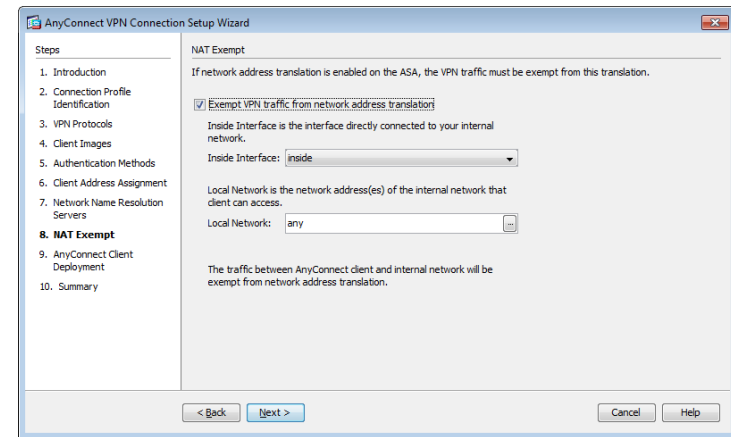 AnyConnect VPN Connection Setup Wizard
Steps
1. Introduction
2. Connection Profile
Identification
3. VPN Protocols
4. Client Images
5. Authentication Methods
6. Client Address Assignment
7. Network Name Resolution
Servers
8. NAT Exempt
9. AnyConnect Client
Deployment
10. Summary
NAT Exempt
If network address translation is enabled on the ASA, the VPN traffic must be exempt from this translation.
Exempt VPN traffic from network address translation
Inside Interface is the interface directly connected to your internal
network.
Inside Interface: inside
Local Network is the network address(es) of the internal network that
client can access.
Local Network: any
...
The traffic between AnyConnect client and internal network will be
exempt from network address translation.
< Back Next > Cancel Help